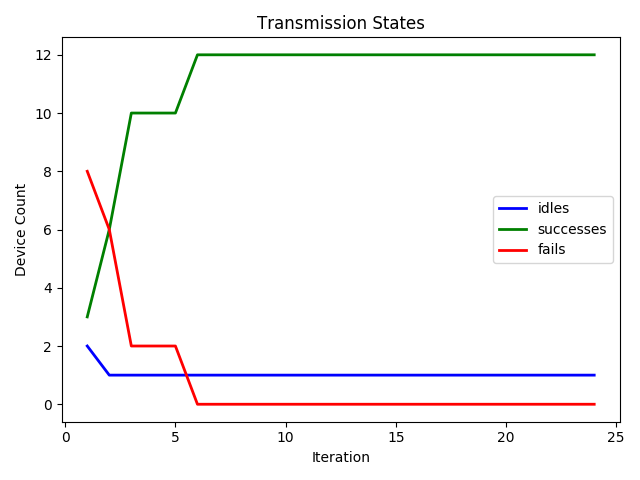 Transmission States
12
10
8
6
4
2
0
Device Count
idles
successes
fails
0 5 10 15 20 25
Iteration